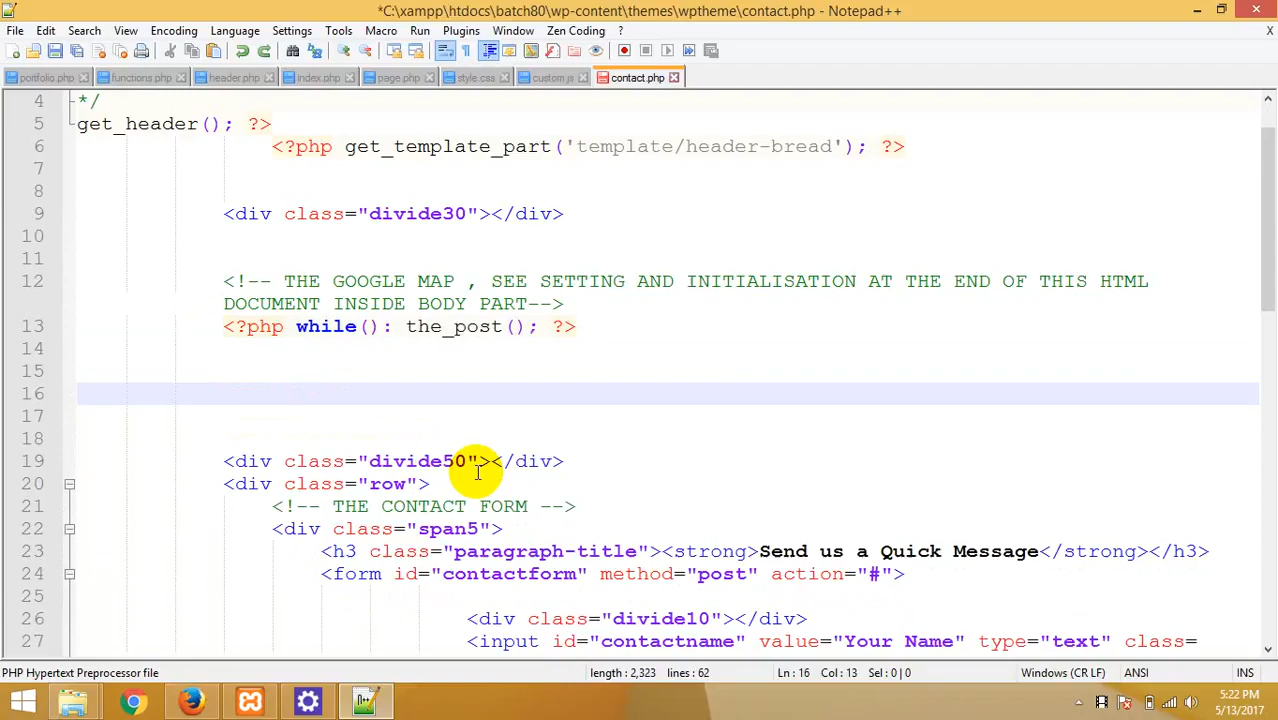 *C:\xampp\htdocs\batch80\wp-content\themes\wptheme\contact.php - Notepad++
File Edit Search View Encoding Language Settings Tools Macro Run Plugins Window Zen Coding ? X
portfolio.php functions.php header.php index.php page.php style.css custom.js contact.php
4 */
5 get_header(); ?>
6 <?php get_template_part('template/header-bread'); ?>
7
8
9 <div class="divide30"></div>
10
11
12 <!-- THE GOOGLE MAP , SEE SETTING AND INITIALISATION AT THE END OF THIS HTML
DOCUMENT INSIDE BODY PART-->
13 <?php while(): the_post(); ?>
14
15
16
17
18
19 <div class="divide50"></div>
20 <div class="row">
21 <!-- THE CONTACT FORM -->
22 <div class="span5">
23 <h3 class="paragraph-title"><strong>Send us a Quick Message</strong></h3>
24 <form id="contactform" method="post" action="#">
25
26 <div class="divide10"></div>
27 <input id="contactname" value="Your Name" type="text" class=
PHP Hypertext Preprocessor file length : 2,323 lines : 62 Ln : 16 Col : 13 Sel : 0 | 0 Windows (CR LF) ANSI INS
5:22 PM
5/13/2017